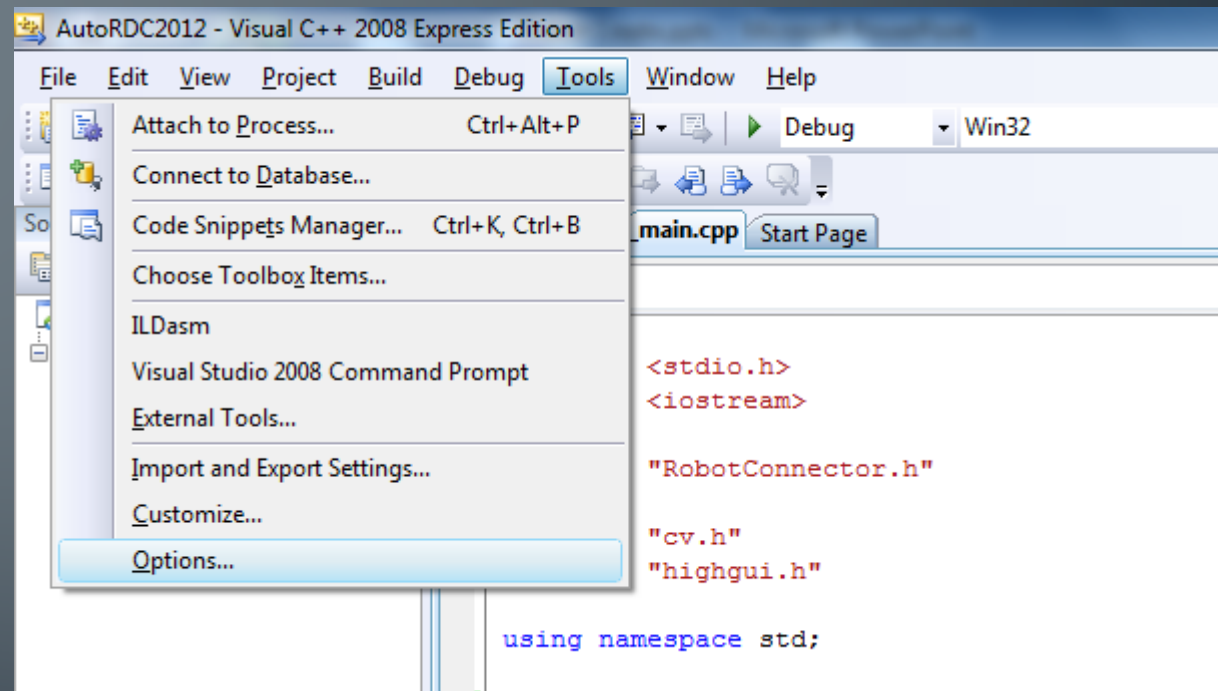 AutoRDC2012 - Visual C++ 2008 Express Edition
File Edit View Project Build Debug Tools Window Help
Debug Win32
Attach to Process... Ctrl+Alt+P
Connect to Database...
Code Snippets Manager... Ctrl+K, Ctrl+B
Choose Toolbox Items...
ILDasm
Visual Studio 2008 Command Prompt
External Tools...
Import and Export Settings...
Customize...
Options...
So
_main.cpp Start Page
<stdio.h>
<iostream>
"RobotConnector.h"
"cv.h"
"highgui.h"
using namespace std;